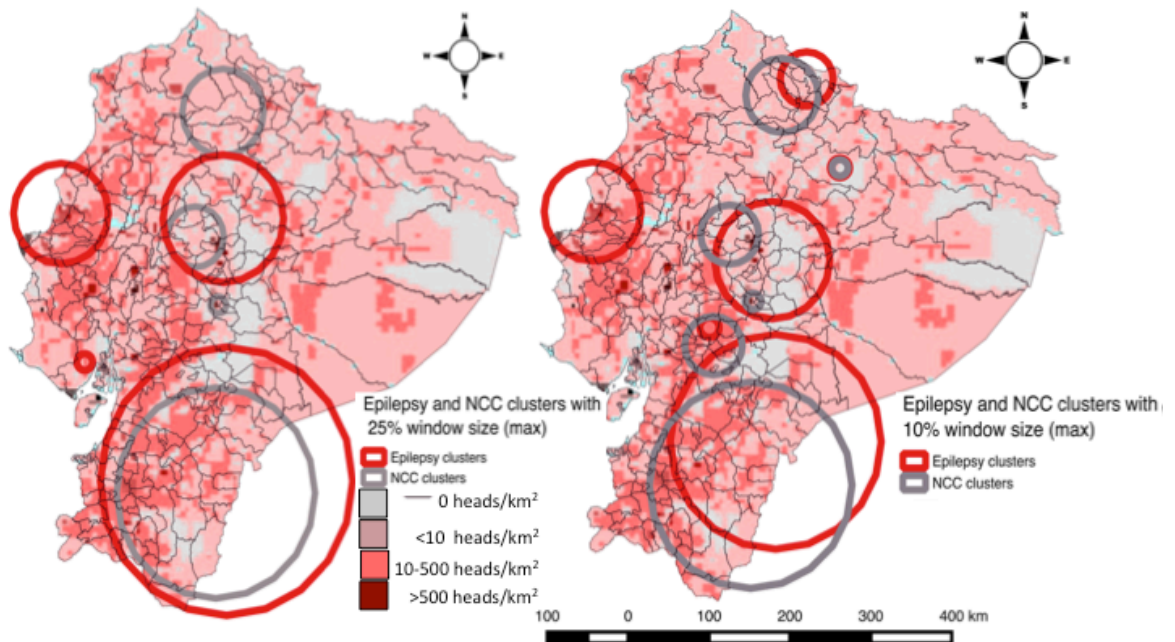 N
W E
S
N
W E
S
Epilepsy and NCC clusters with
25% window size (max)
Epilepsy clusters
NCC clusters
0 heads/km²
<10 heads/km²
10-500 heads/km²
>500 heads/km²
Epilepsy and NCC clusters with
10% window size (max)
Epilepsy clusters
NCC clusters
100 0 100 200 300 400 km